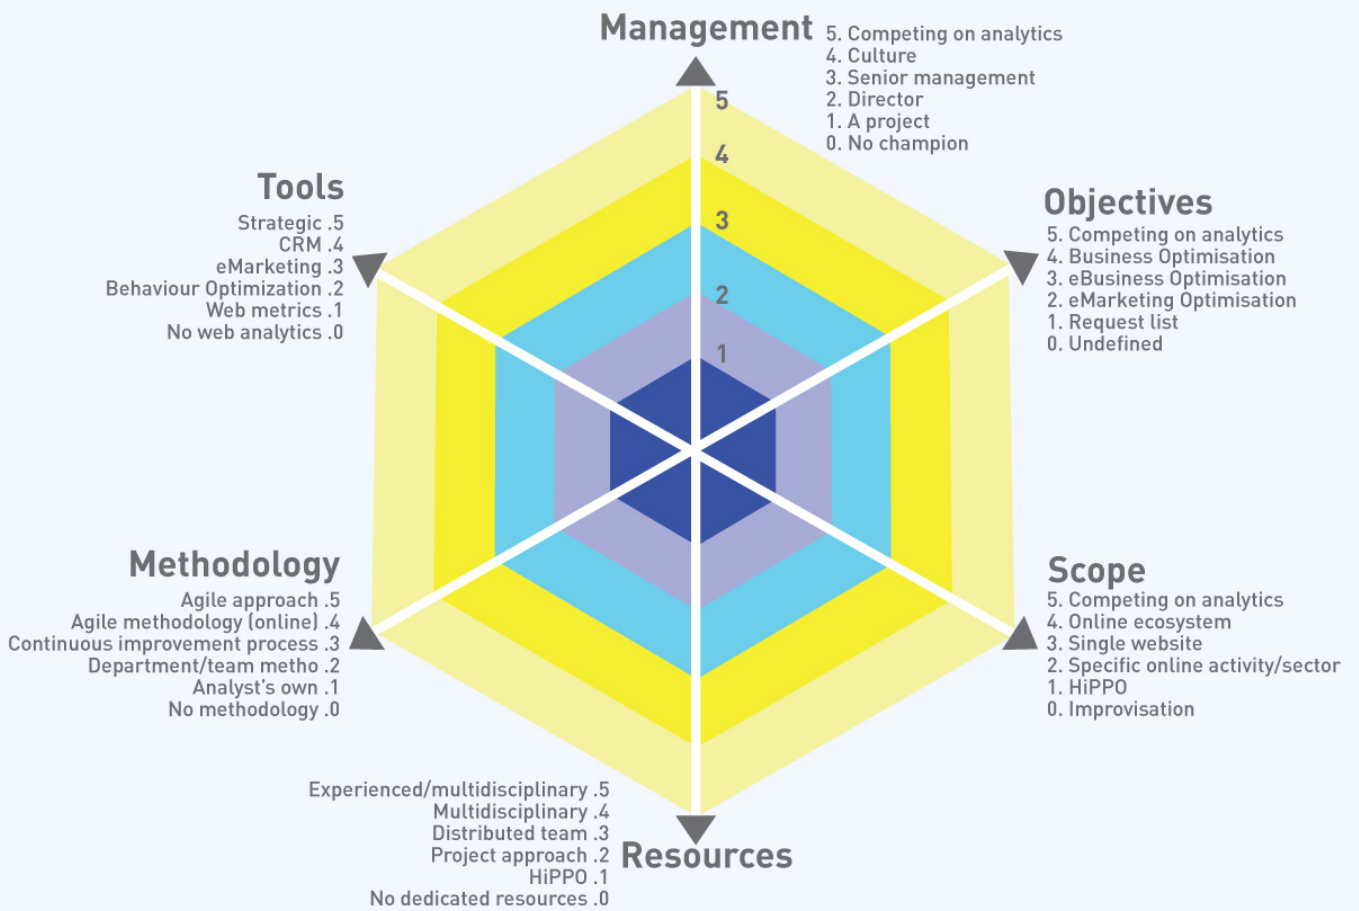 Management
5. Competing on analytics
4. Culture
3. Senior management
2. Director
1. A project
0. No champion
5
4
3
2
1
Tools
Strategic .5
CRM .4
eMarketing .3
Behaviour Optimization .2
Web metrics .1
No web analytics .0
Objectives
5. Competing on analytics
4. Business Optimisation
3. eBusiness Optimisation
2. eMarketing Optimisation
1. Request list
0. Undefined
Methodology
Agile approach .5
Agile methodology (online) .4
Continuous improvement process .3
Department/team metho .2
Analyst's own .1
No methodology .0
Scope
5. Competing on analytics
4. Online ecosystem
3. Single website
2. Specific online activity/sector
1. HiPPO
0. Improvisation
Experienced/multidisciplinary .5
Multidisciplinary .4
Distributed team .3
Project approach .2
HiPPO .1
No dedicated resources .0
Resources